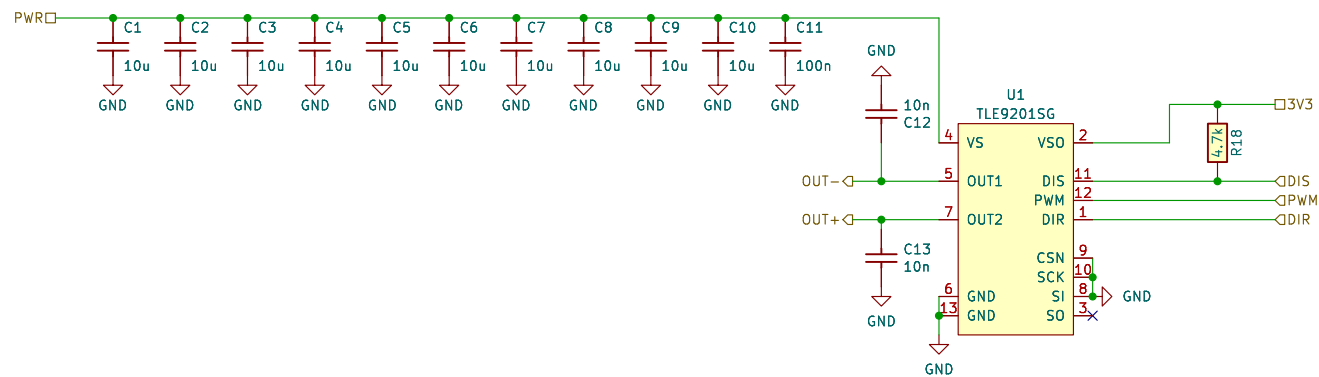 PWR
C1 C2 C3 C4 C5 C6 C7 C8 C9 C10 C11
10u 10u 10u 10u 10u 10u 10u 10u 10u 10u 100n
GND GND GND GND GND GND GND GND GND GND GND
GND
10n
C12
U1
TLE9201SG
3V3
4.7k
R18
4 VS VSO 2
OUT- 5 OUT1 DIS 11 DIS
PWM 12 PWM
OUT+ 7 OUT2 DIR 1 DIR
C13
10n
CSN 9
SCK 10
6 GND SI 8 GND
13 GND SO 3
GND
GND